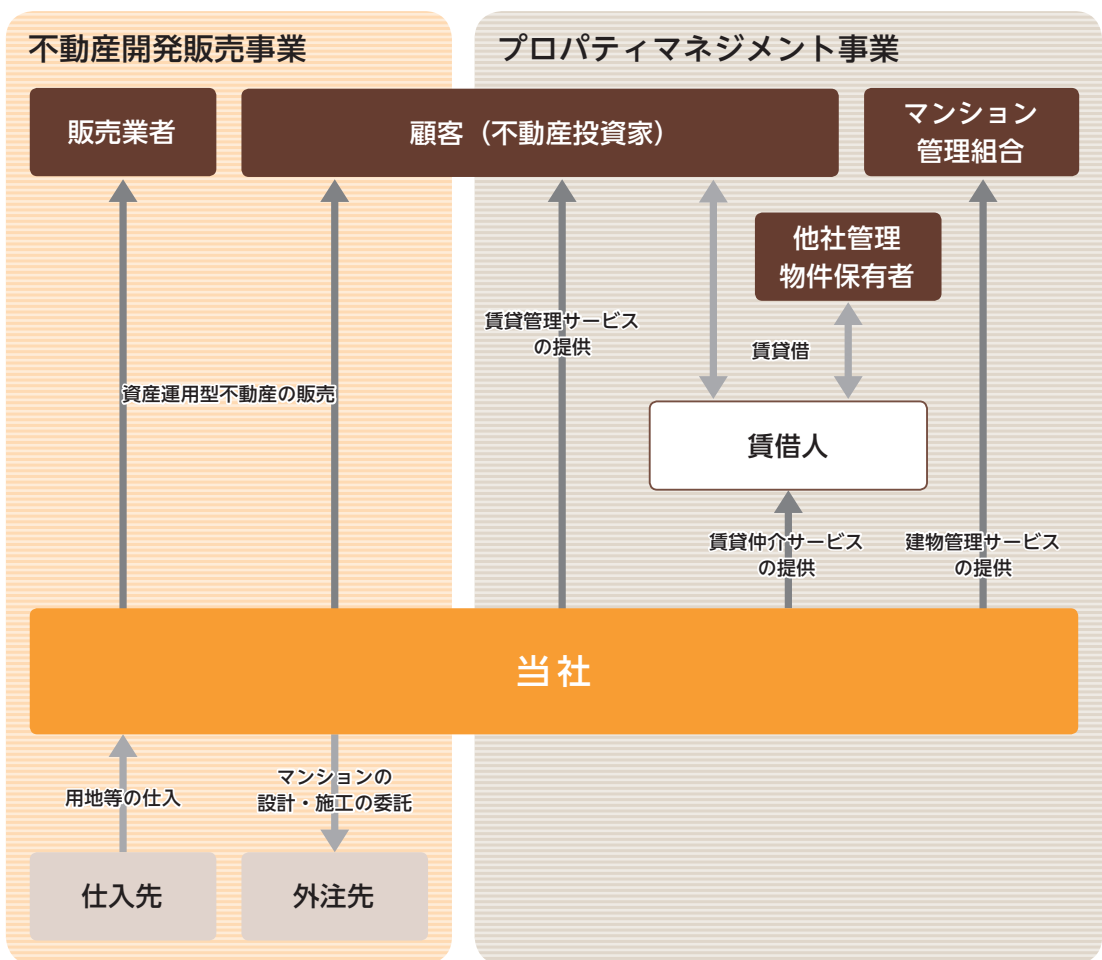 不動産開発販売事業
プロパティマネジメント事業
販売業者
顧客（不動産投資家）
マンション
管理組合
他社管理
物件保有者
賃貸管理サービス
の提供
賃貸借
資産運用型不動産の販売
賃借人
賃貸仲介サービス
の提供
建物管理サービス
の提供
当社
用地等の仕入
マンションの
設計・施工の委託
仕入先
外注先